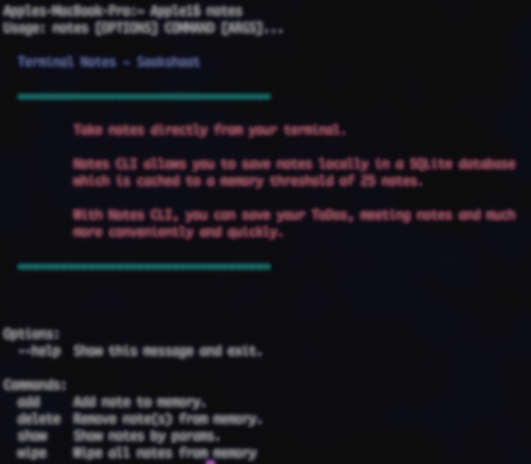 Apples-MacBook-Pro:~ Apple1$ notes
Usage: notes [OPTIONS] COMMAND [ARGS]...
Terminal Notes - Saakshaat
Take notes directly from your terminal.
Notes CLI allows you to save notes locally in a SQLite database
which is cached to a memory threshold of 25 notes.
With Notes CLI, you can save your ToDos, meeting notes and much
more conveniently and quickly.
Options:
--help Show this message and exit.
Commands:
add Add note to memory.
delete Remove note(s) from memory.
show Show notes by params.
wipe Wipe all notes from memory